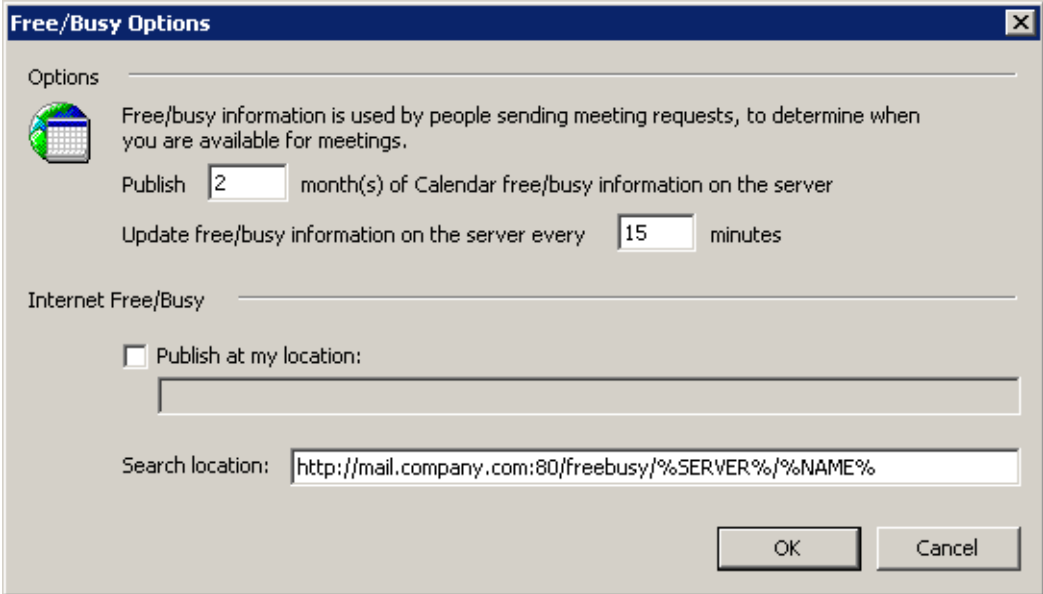 Free/Busy Options
Options
Free/busy information is used by people sending meeting requests, to determine when
you are available for meetings.
Publish 2 month(s) of Calendar free/busy information on the server
Update free/busy information on the server every 15 minutes
Internet Free/Busy
Publish at my location:
Search location: http://mail.company.com:80/freebusy/%SERVER%/%NAME%
OK Cancel